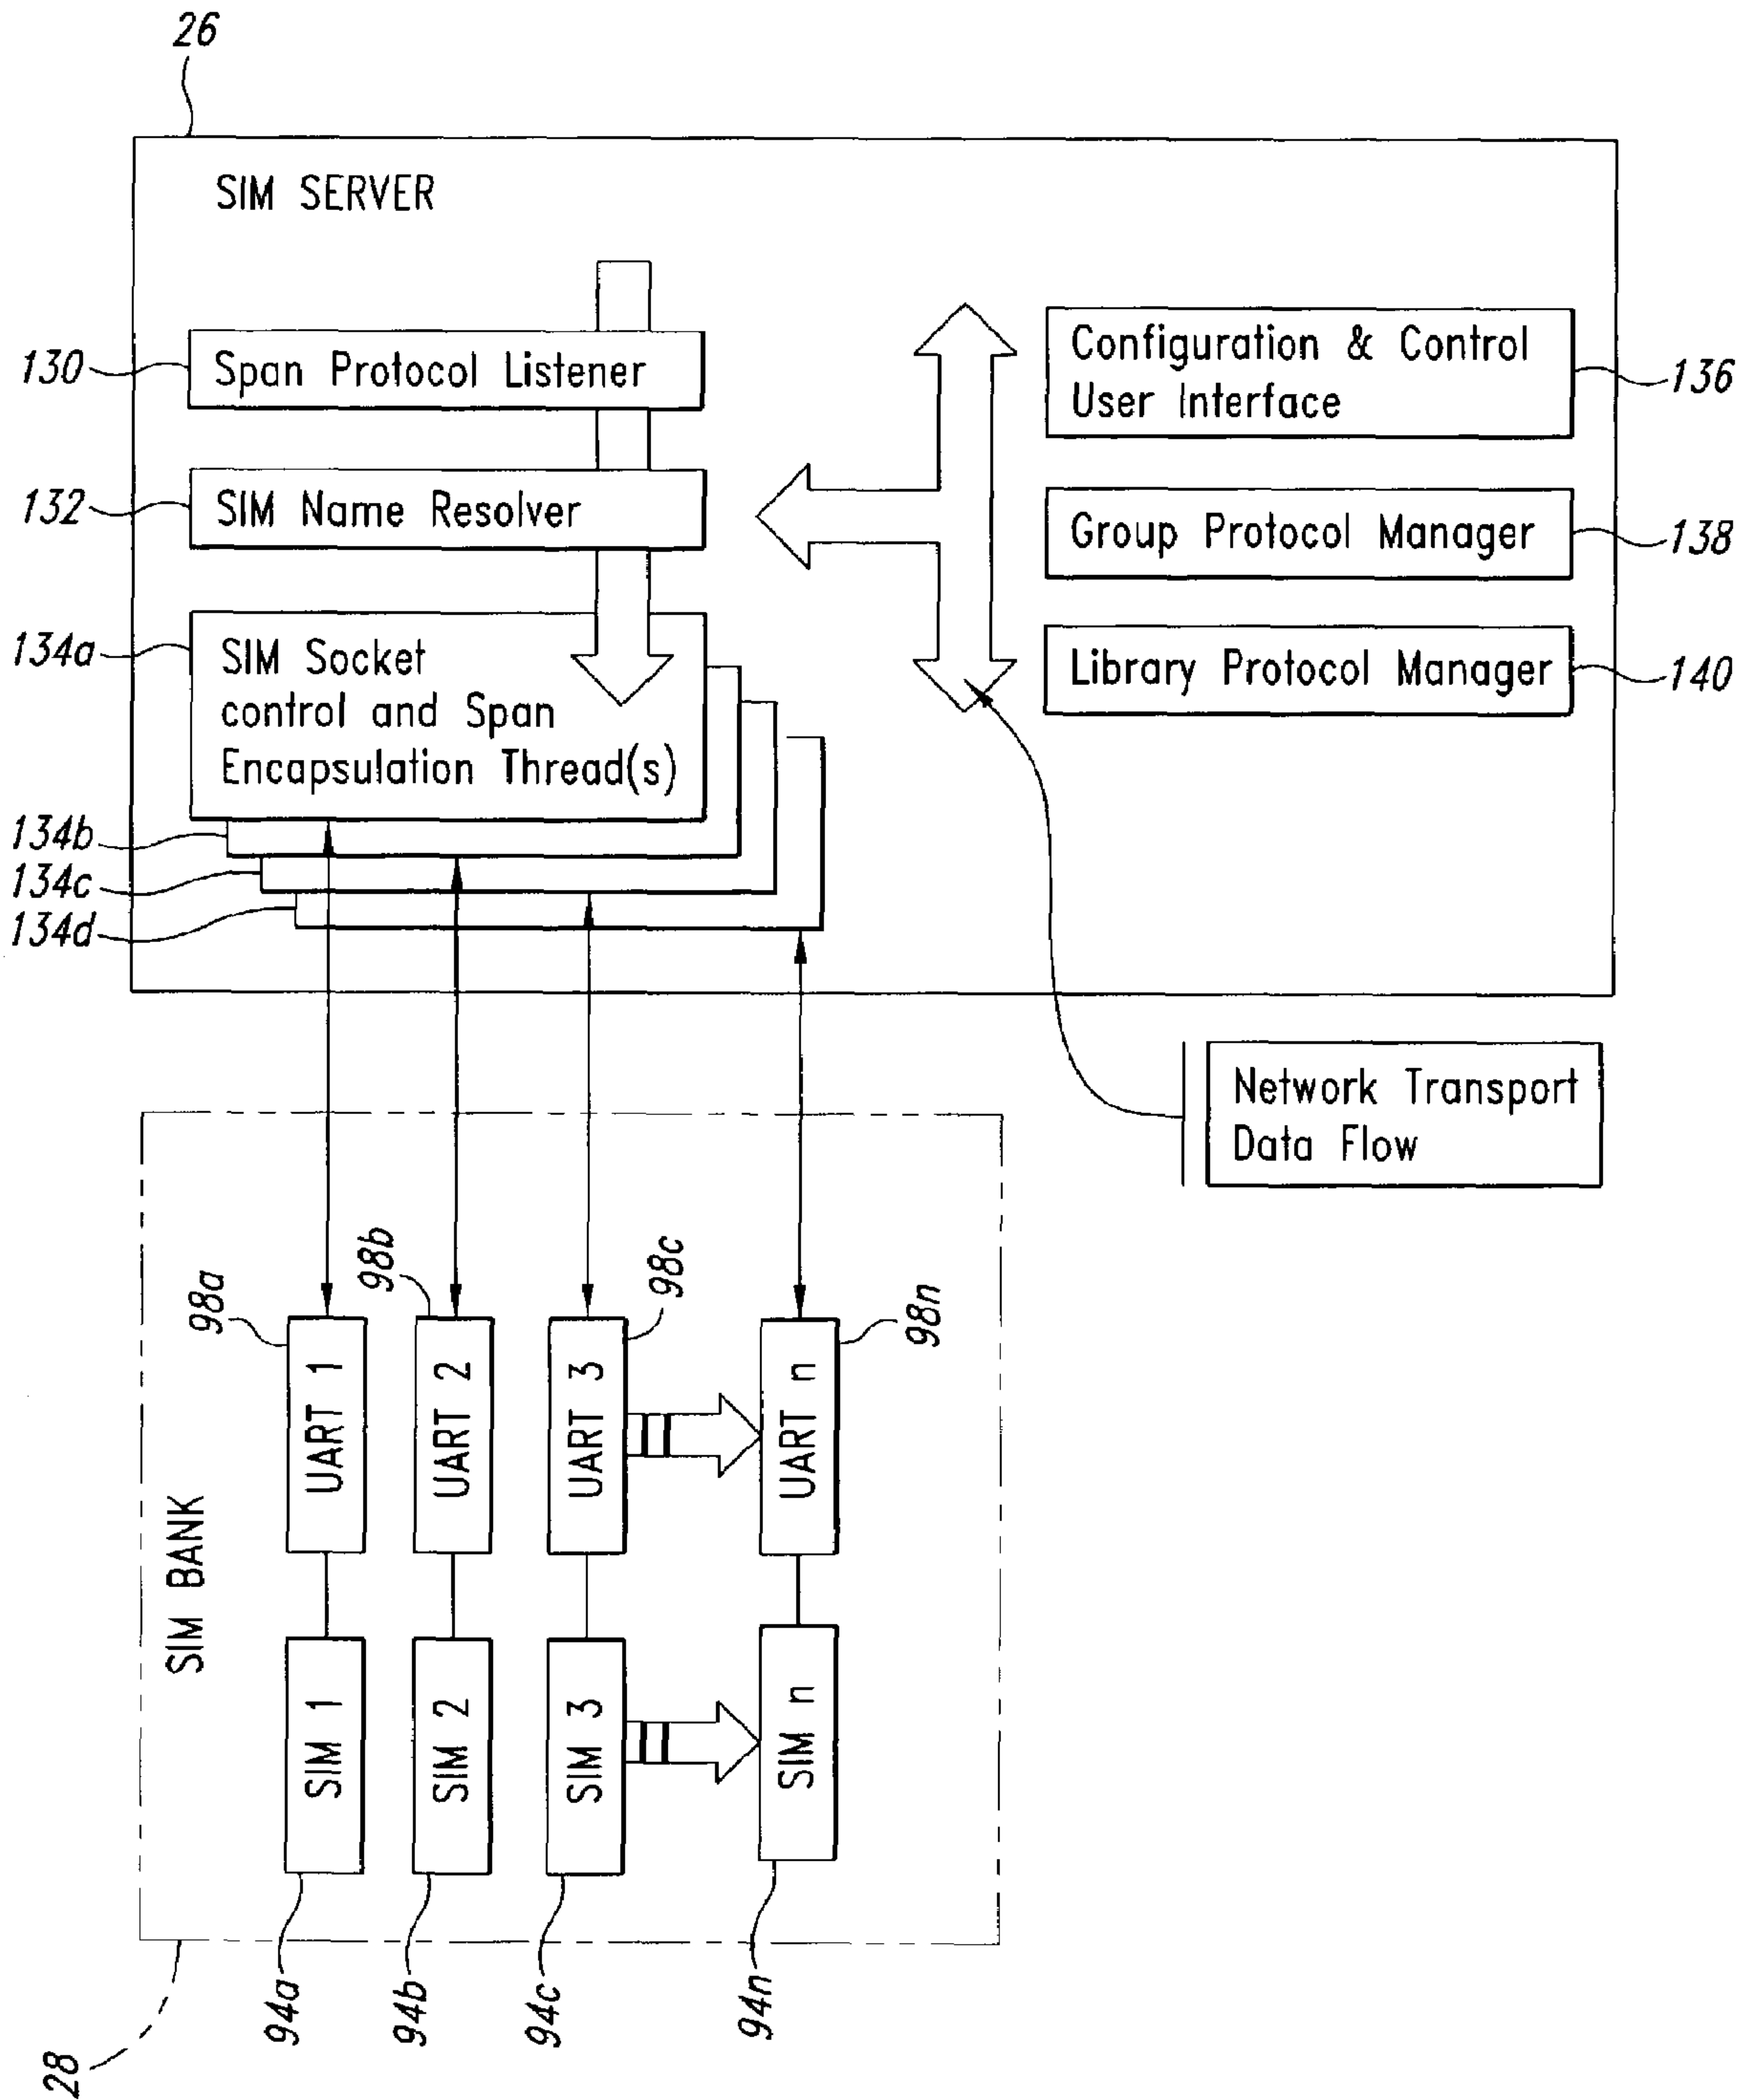 26
SIM SERVER
130
Span Protocol Listener
132
SIM Name Resolver
134a
SIM Socket
control and Span
Encapsulation Thread(s)
134b
134c
134d
Configuration & Control
User Interface
136
Group Protocol Manager
138
Library Protocol Manager
140
Network Transport
Data Flow
SIM BANK
98a
98b
98c
98n
UART 1
UART 2
UART 3
UART n
SIM 1
SIM 2
SIM 3
SIM n
94a
94b
94c
94n
28